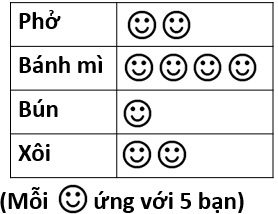 Phở
Bánh mì
Bún
Xôi
(Mỗi ứng với 5 bạn)